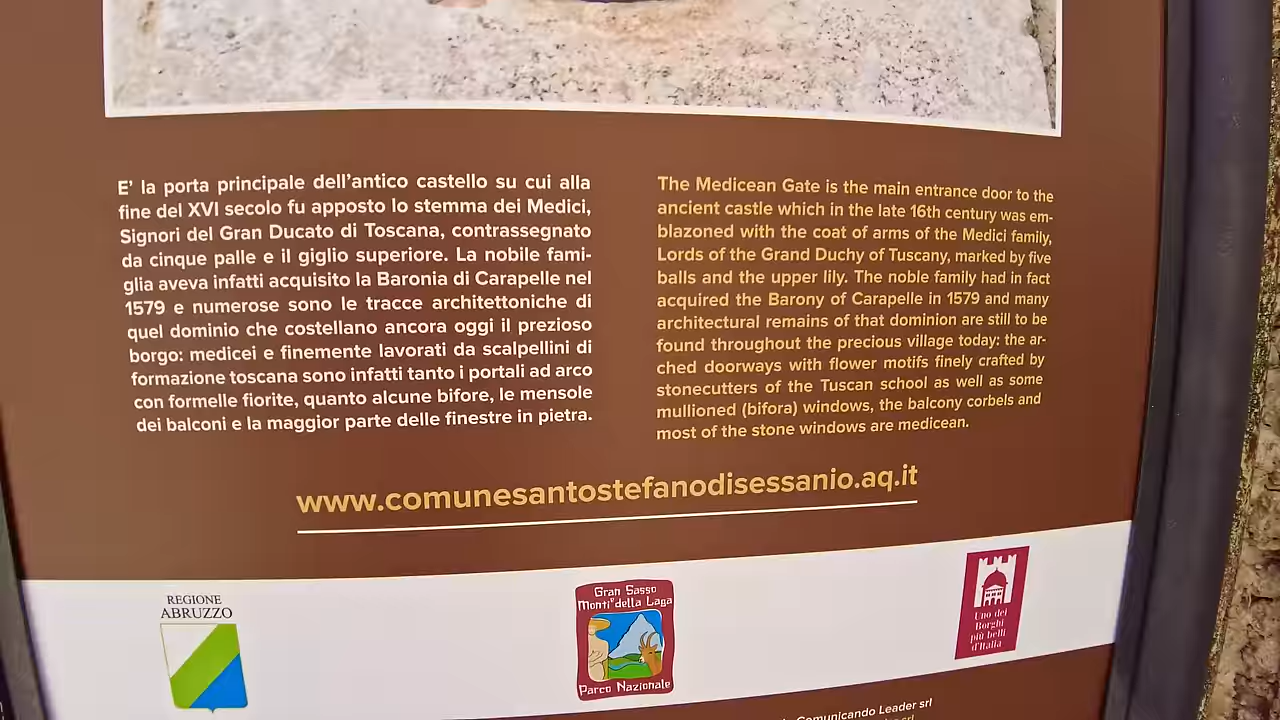 E' la porta principale dell'antico castello su cui alla
fine del XVI secolo fu apposto lo stemma dei Medici,
Signori del Gran Ducato di Toscana, contrassegnato
da cinque palle e il giglio superiore. La nobile fami-
glia aveva infatti acquisito la Baronia di Carapelle nel
1579 e numerose sono le tracce architettoniche di
quel dominio che costellano ancora oggi il prezioso
borgo: medicei e finemente lavorati da scalpellini di
formazione toscana sono infatti tanto i portali ad arco
con formelle fiorite, quanto alcune bifore, le mensole
dei balconi e la maggior parte delle finestre in pietra.
The Medicean Gate is the main entrance door to the
ancient castle which in the late 16th century was em-
blazoned with the coat of arms of the Medici family,
Lords of the Grand Duchy of Tuscany, marked by five
balls and the upper lily. The noble family had in fact
acquired the Barony of Carapelle in 1579 and many
architectural remains of that dominion are still to be
found throughout the precious village today: the ar-
ched doorways with flower motifs finely crafted by
stonecutters of the Tuscan school as well as some
mullioned (bifora) windows, the balcony corbels and
most of the stone windows are medicean.
www.comunesantostefanodisessanio.aq.it
REGIONE
ABRUZZO
Gran Sasso
Monti della Laga
Parco Nazionale
Uno dei
Borghi
più belli
d'Italia
Comunicando Leader srl
srl